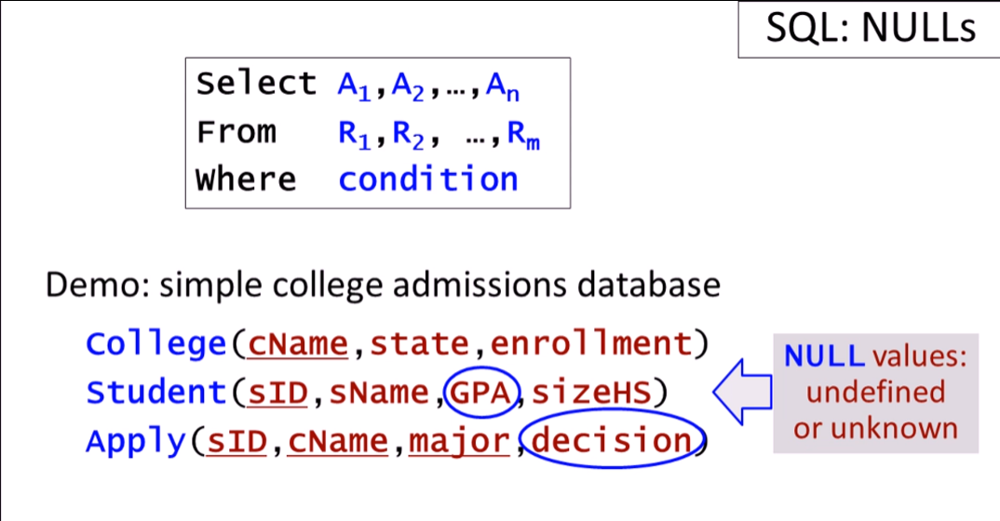 SQL: NULLs
Select A1,A2,…,An
From R1,R2, …,Rm
Where condition
Demo: simple college admissions database
College(cName,state,enrollment)
Student(sID,sName,GPA,sizeHS)
Apply(sID,cName,major,decision)
NULL values:
undefined
or unknown